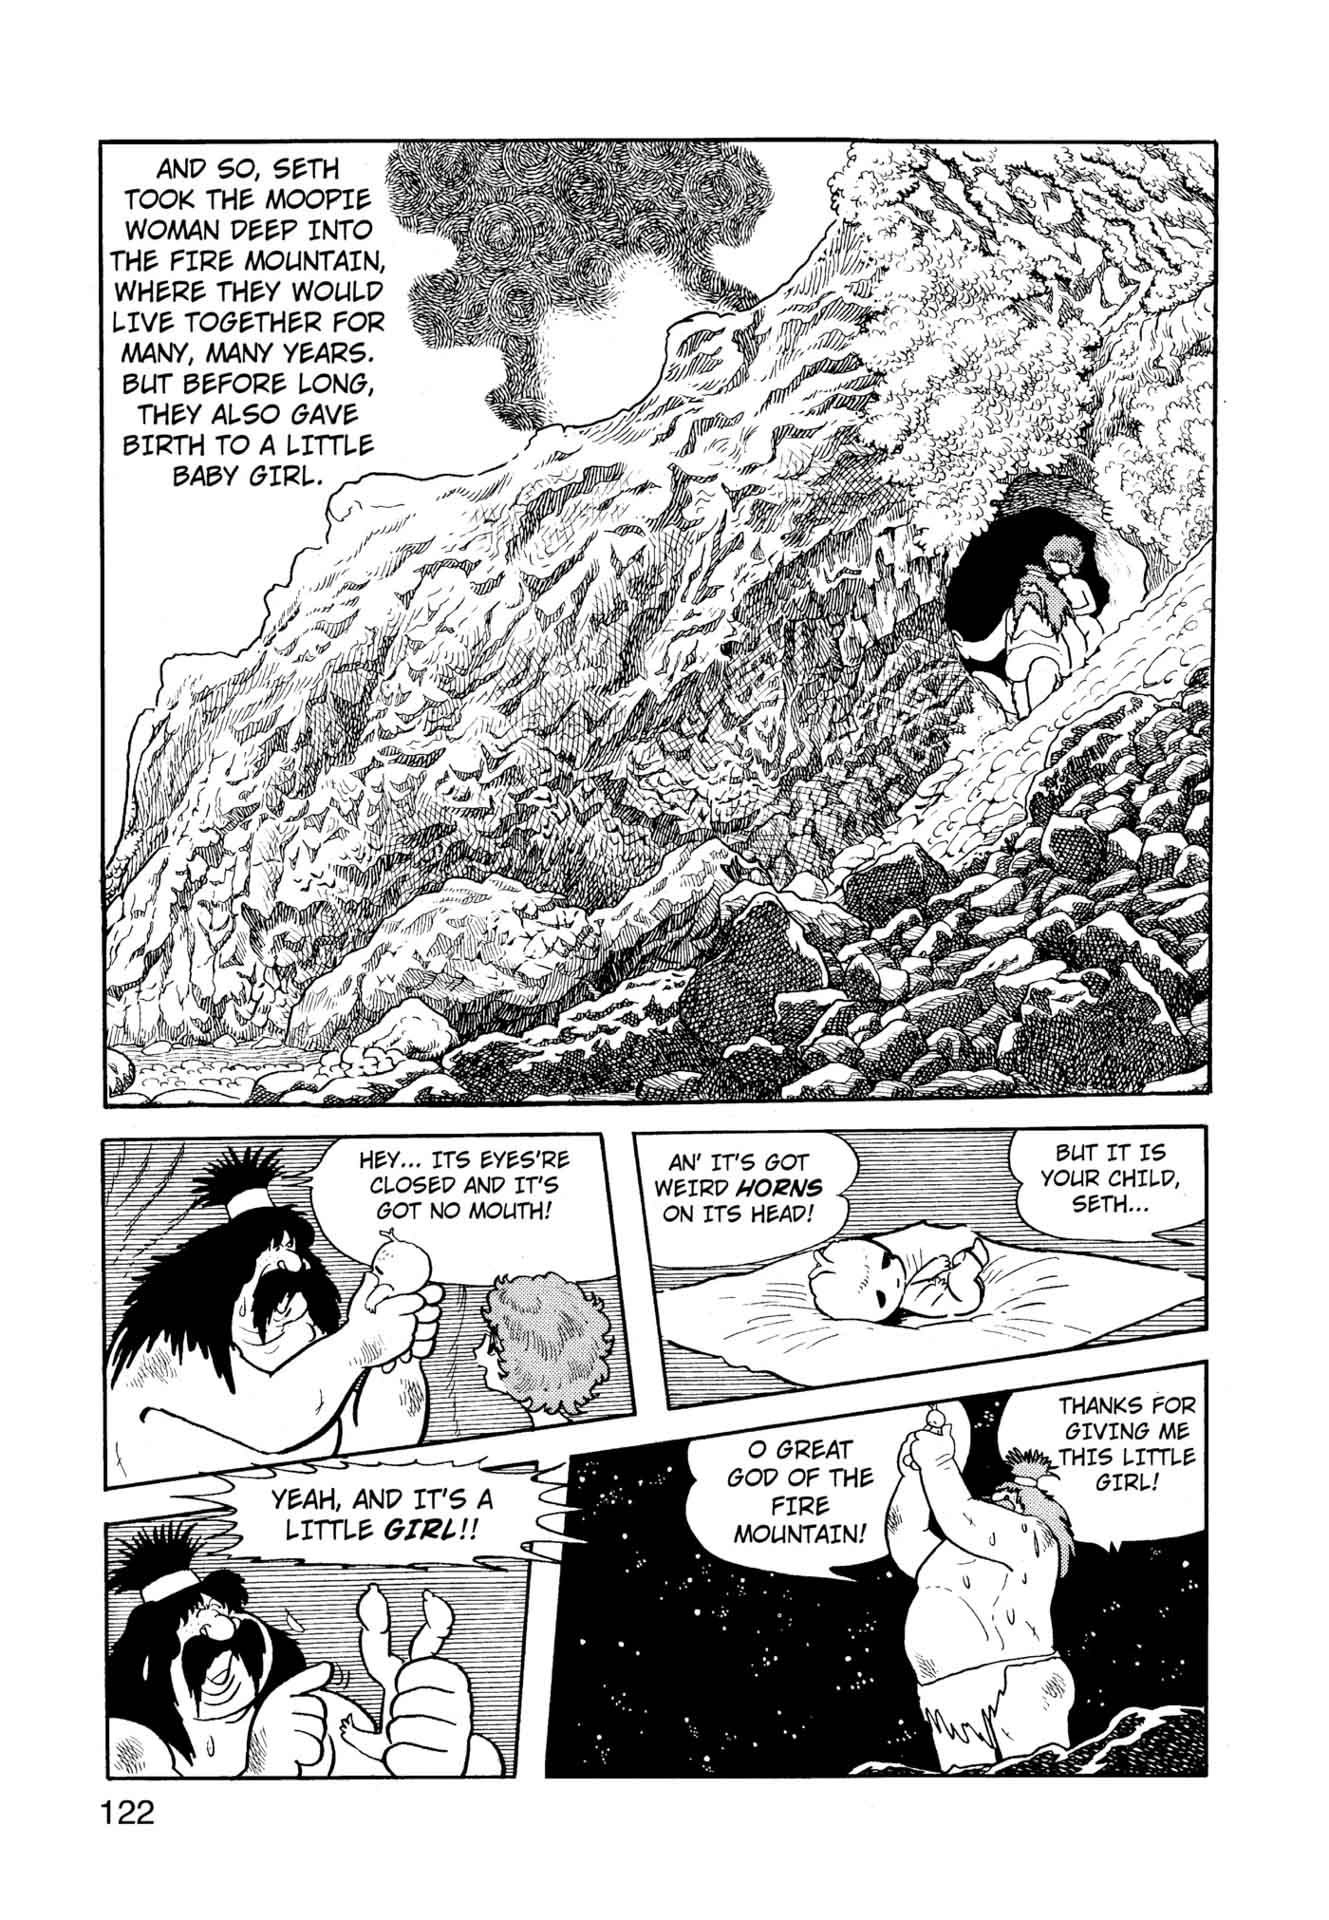 AND SO, SETH
TOOK THE MOOPIE
WOMAN DEEP INTO
THE FIRE MOUNTAIN,
WHERE THEY WOULD
LIVE TOGETHER FOR
MANY, MANY YEARS.
BUT BEFORE LONG,
THEY ALSO GAVE
BIRTH TO A LITTLE
BABY GIRL.
HEY... ITS EYES'RE
CLOSED AND IT'S
GOT NO MOUTH!
AN' IT'S GOT
WEIRD HORNS
ON ITS HEAD!
BUT IT IS
YOUR CHILD,
SETH...
YEAH, AND IT'S A
LITTLE GIRL!!
O GREAT
GOD OF THE
FIRE
MOUNTAIN!
THANKS FOR
GIVING ME
THIS LITTLE
GIRL!
122